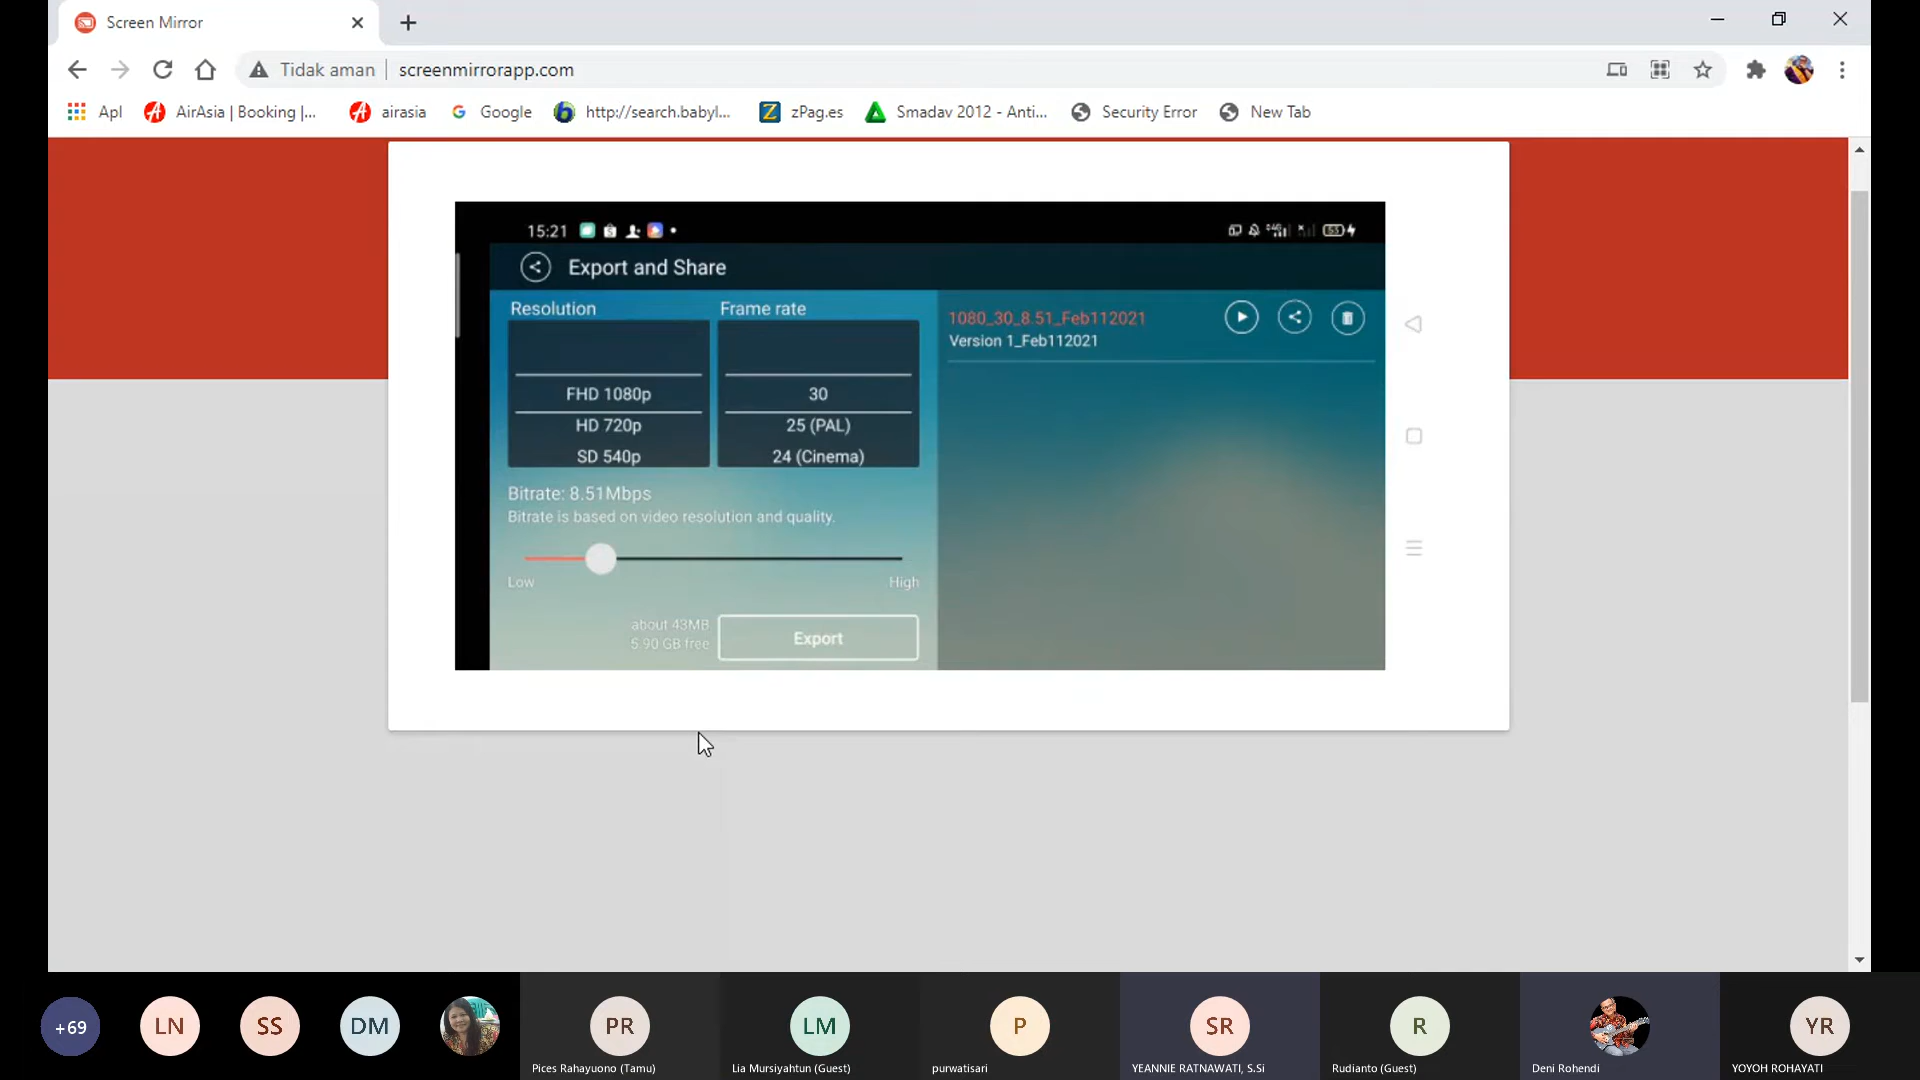 Screen Mirror
Tidak aman
screenmirrorapp.com
Apl
AirAsia | Booking |...
airasia
Google
http://search.babyl...
zPag.es
Smadav 2012 - Anti...
Security Error
New Tab
15:21
53
Export and Share
Resolution
Frame rate
FHD 1080p
30
HD 720p
25 (PAL)
SD 540p
24 (Cinema)
Bitrate: 8.51Mbps
Bitrate is based on video resolution and quality.
Low
High
about 43MB
5.90 GB free
Export
1080_30_8.51_Feb112021
Version 1_Feb112021
+69
LN
SS
DM
PR
LM
P
SR
R
YR
Pices Rahayuono (Tamu)
Lia Mursiyahtun (Guest)
purwatisari
YEANNIE RATNAWATI, S.Si
Rudianto (Guest)
Deni Rohendi
YOYOH ROHAYATI